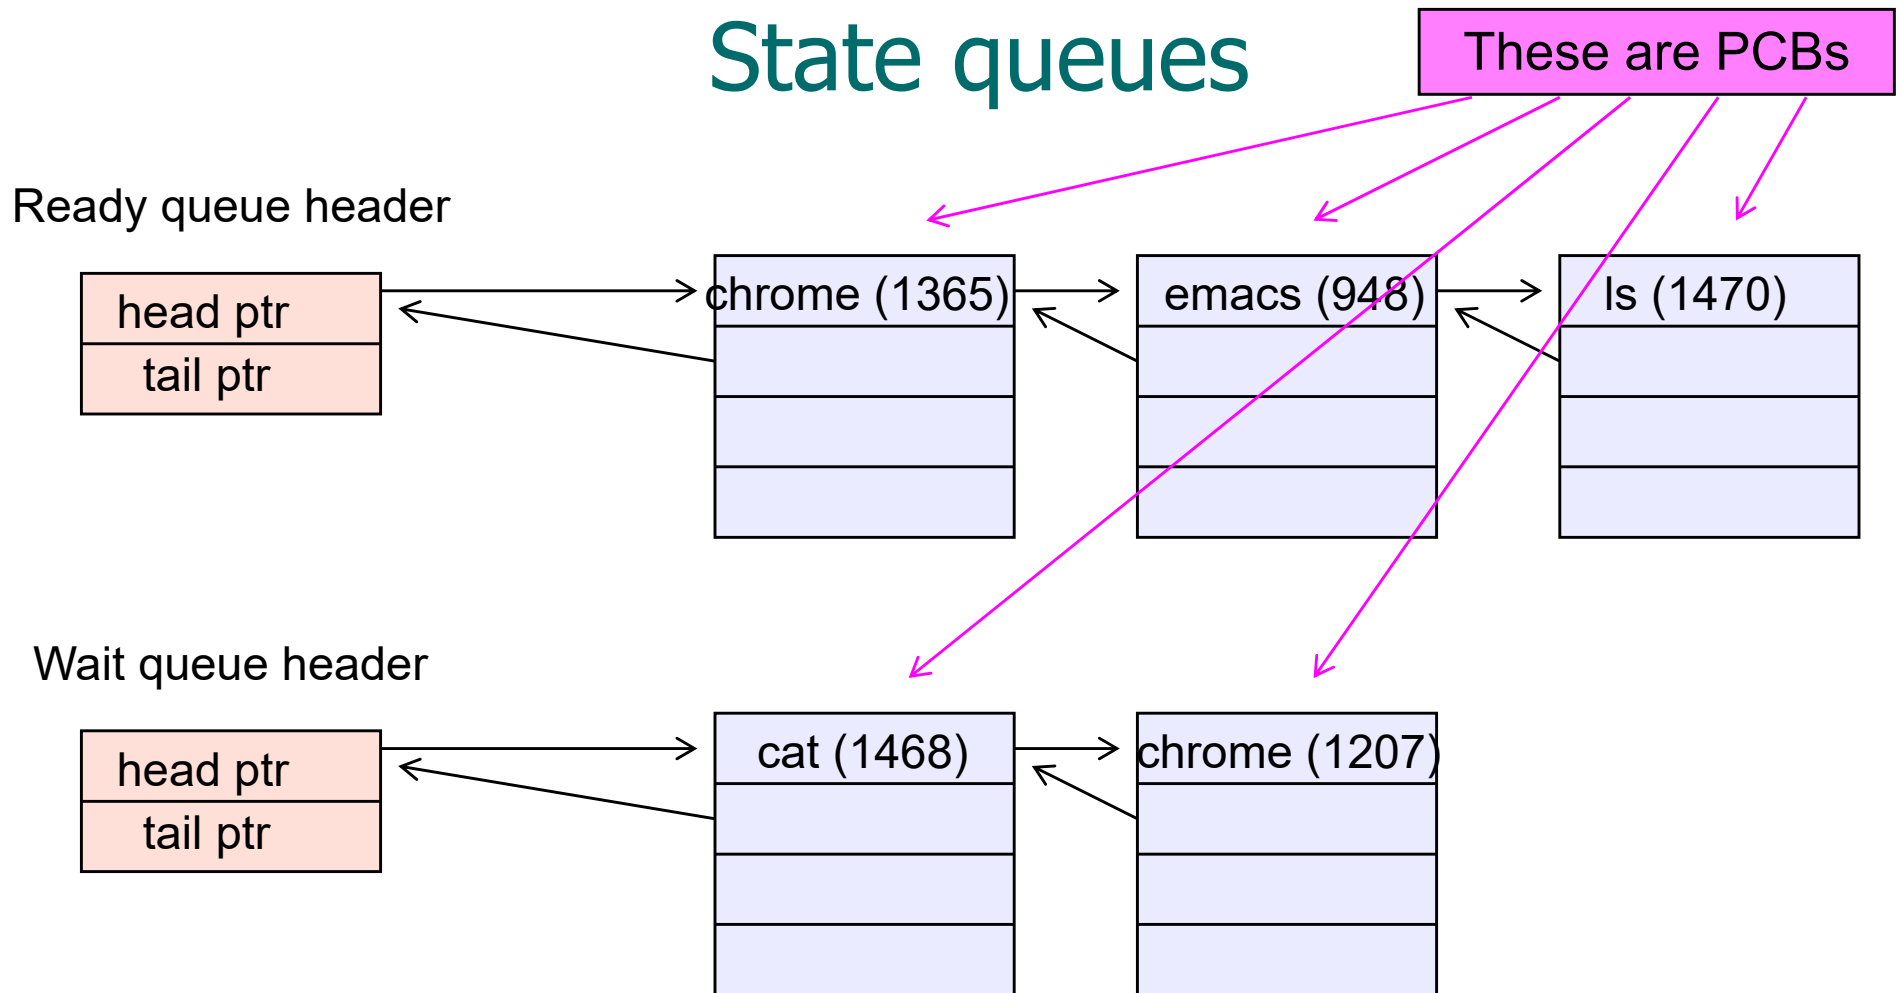 State queues
These are PCBs
Ready queue header
head ptr
tail ptr
chrome (1365)
emacs (948)
ls (1470)
Wait queue header
head ptr
tail ptr
cat (1468)
chrome (1207)